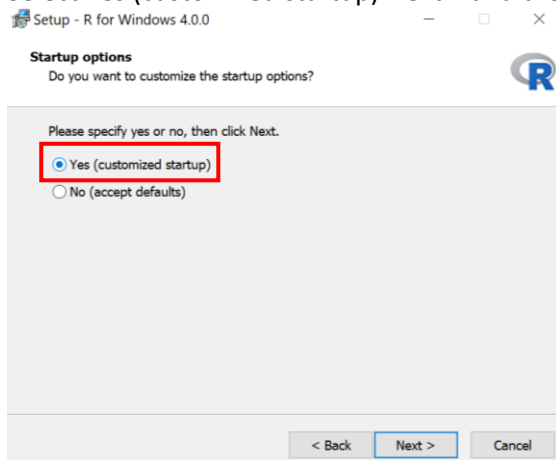 Setup - R for Windows 4.0.0
Startup options
Do you want to customize the startup options?
R
Please specify yes or no, then click Next.
Yes (customized startup)
No (accept defaults)
< Back Next > Cancel